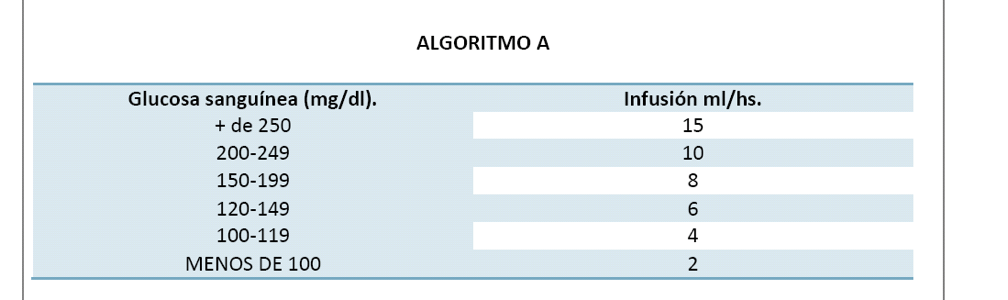 ALGORITMO A
Glucosa sanguínea (mg/dl). Infusión ml/hs.
+ de 250 15
200-249 10
150-199 8
120-149 6
100-119 4
MENOS DE 100 2